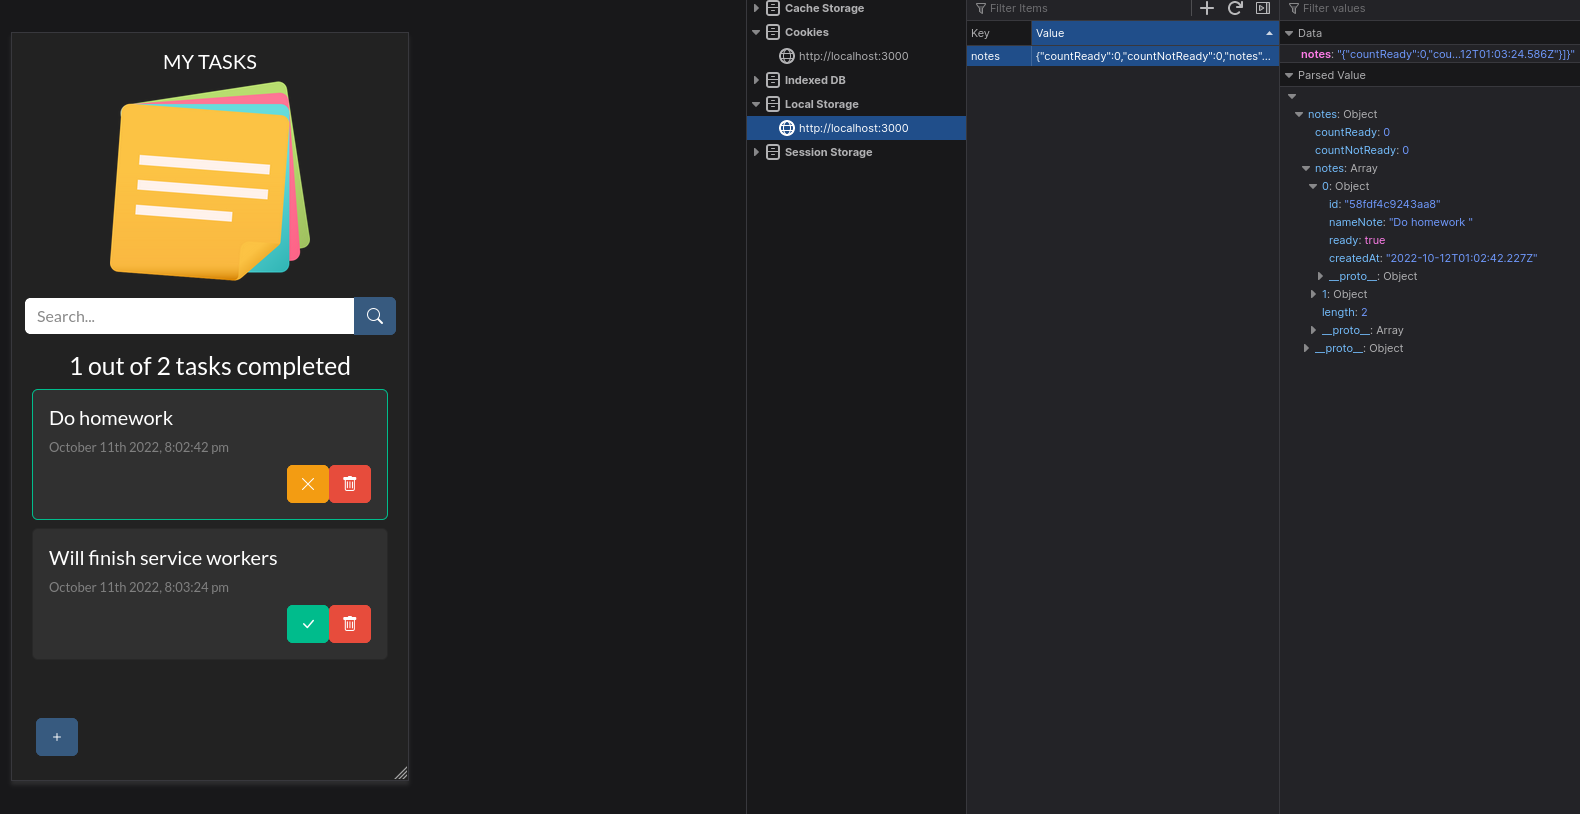 MY TASKS
Search...
1 out of 2 tasks completed
Do homework
October 11th 2022, 8:02:42 pm
Will finish service workers
October 11th 2022, 8:03:24 pm
+
Cache Storage
Cookies
http://localhost:3000
Indexed DB
Local Storage
http://localhost:3000
Session Storage
Filter Items
Key Value
notes {"countReady":0,"countNotReady":0,"notes"...
Filter values
Data
notes: "{"countReady":0,"cou...12T01:03:24.586Z"}]}"
Parsed Value
notes: Object
countReady: 0
countNotReady: 0
notes: Array
0: Object
id: "58fdf4c9243aa8"
nameNote: "Do homework "
ready: true
createdAt: "2022-10-12T01:02:42.227Z"
__proto__: Object
1: Object
length: 2
__proto__: Array
__proto__: Object